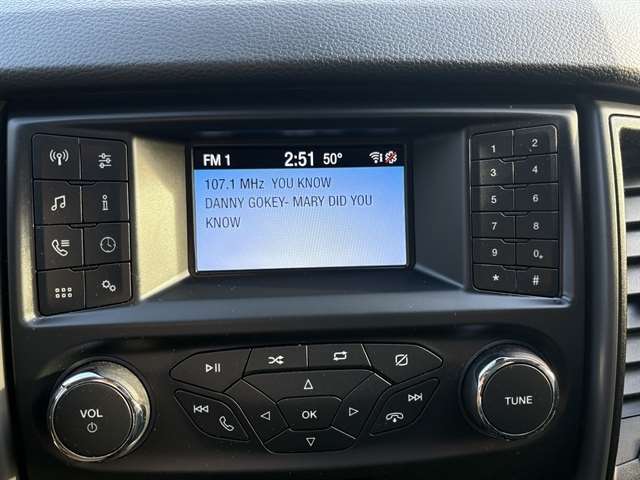 FM 1 2:51 50°
107.1 MHz YOU KNOW
DANNY GOKEY- MARY DID YOU
KNOW
1 2
3 4
5 6
7 8
9 0+
* #
VOL
OK
TUNE